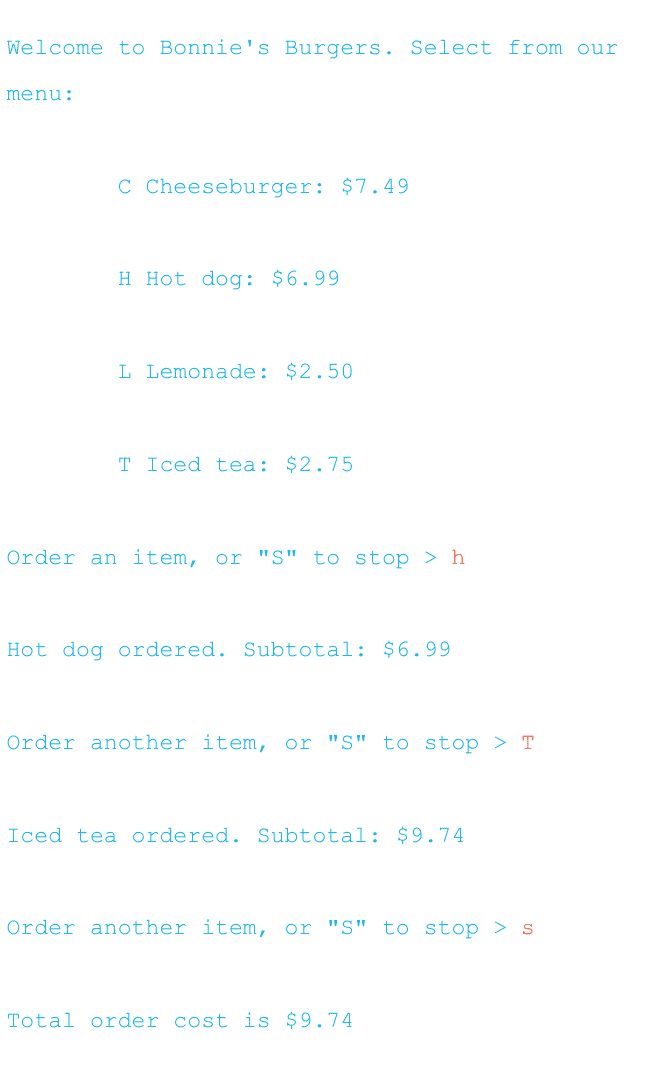 Welcome to Bonnie's Burgers. Select from our
menu:
C Cheeseburger: $7.49
H Hot dog: $6.99
L Lemonade: $2.50
T Iced tea: $2.75
Order an item, or "S" to stop > h
Hot dog ordered. Subtotal: $6.99
Order another item, or "S" to stop > T
Iced tea ordered. Subtotal: $9.74
Order another item, or "S" to stop > s
Total order cost is $9.74